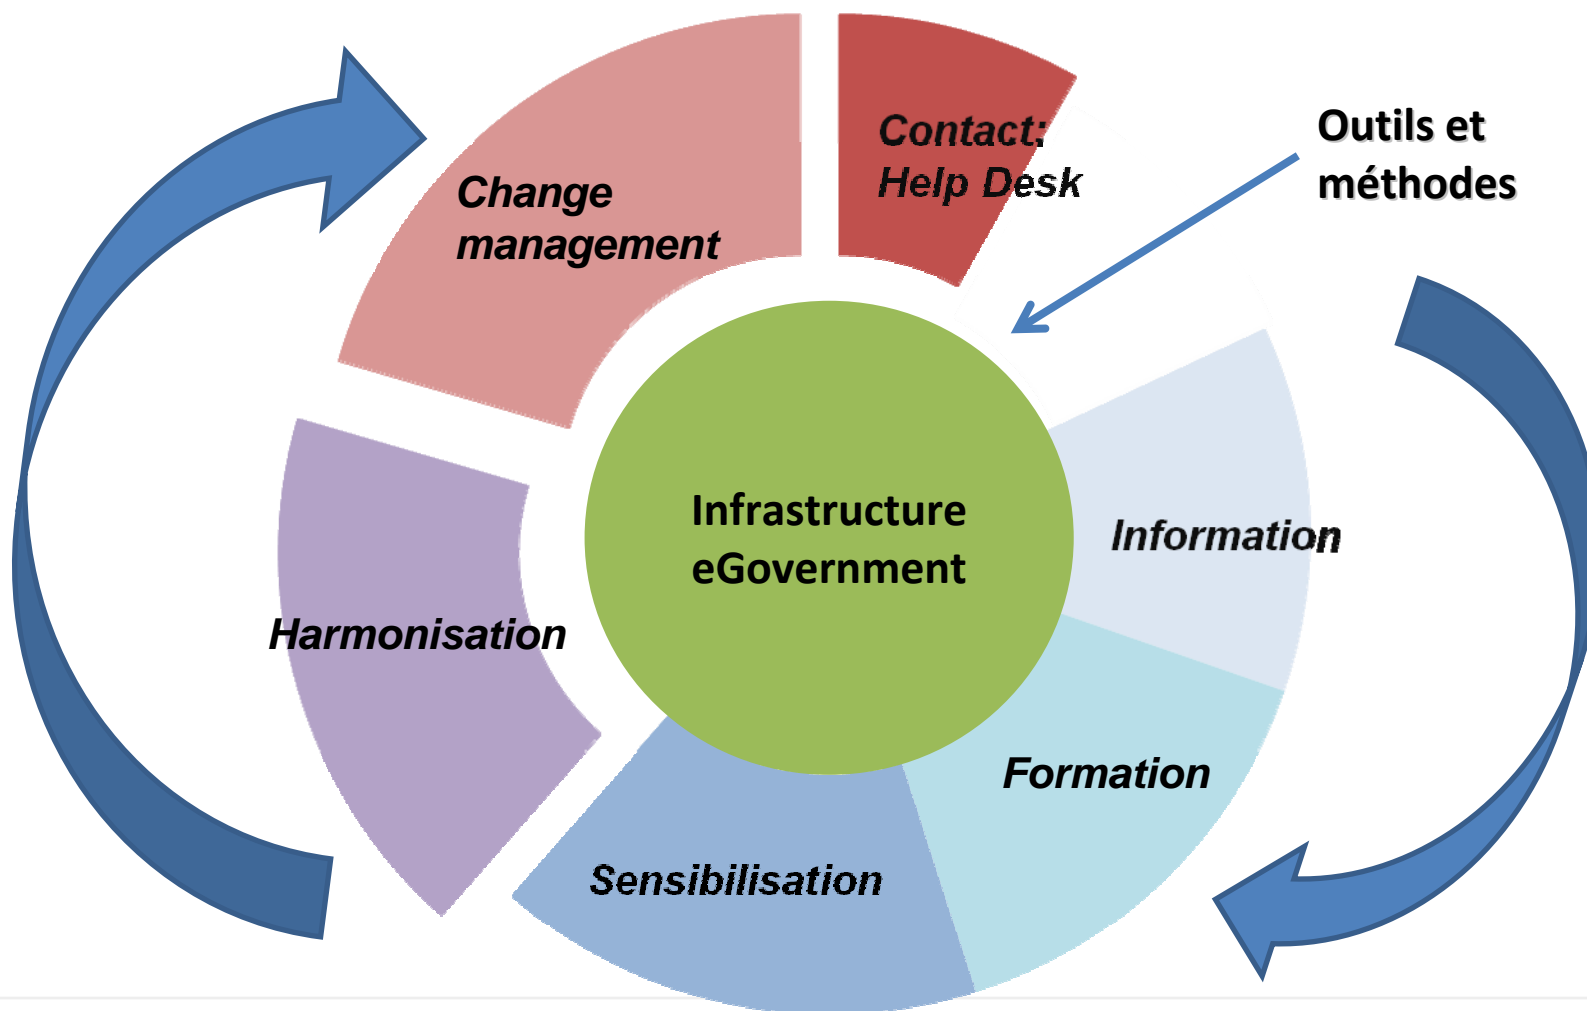 Contact;
Help Desk
Outils et
méthodes
Change
management
Infrastructure
eGovernment
Information
Harmonisation
Formation
Sensibilisation